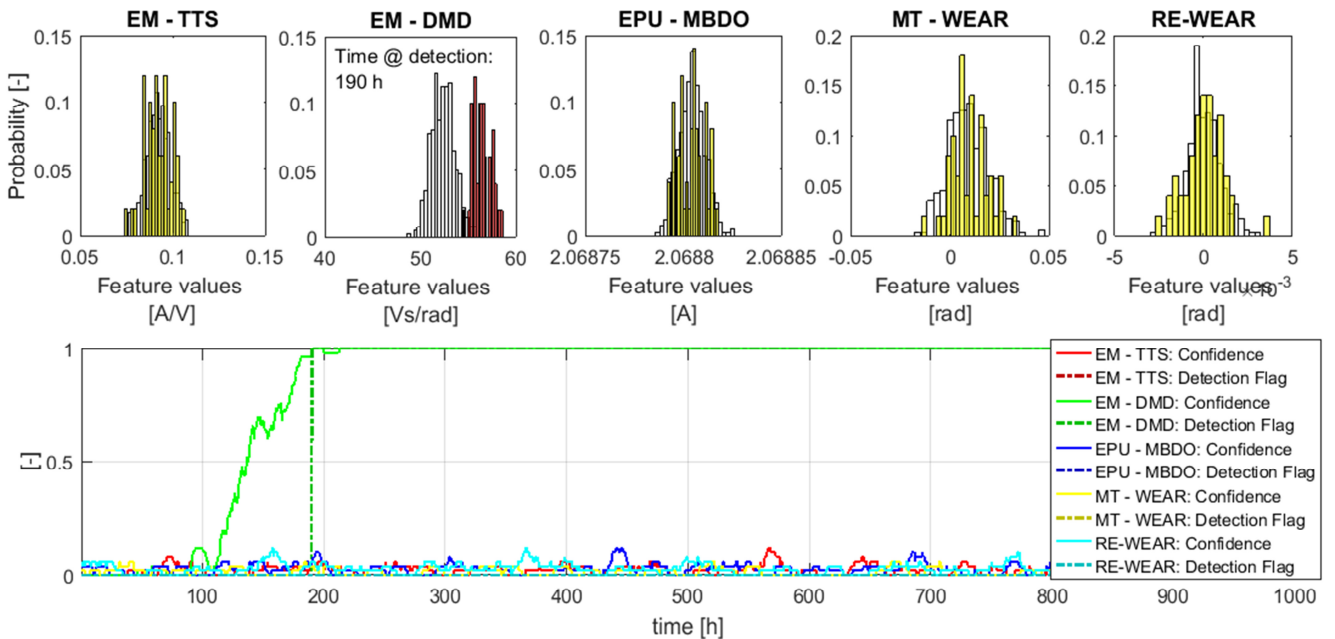 EM - TTS
EM - DMD
EPU - MBDO
MT - WEAR
RE-WEAR
Probability [-]
0.15
0.1
0.05
0
0.05
0.1
0.15
Feature values
[A/V]
0.15
0.1
0.05
0
Time @ detection:
190 h
40
50
60
Feature values
[Vs/rad]
0.15
0.1
0.05
0
2.06875
2.0688
2.06885
Feature values
[A]
0.2
0.15
0.1
0.05
0
-0.05
0
0.05
Feature values
[rad]
0.2
0.15
0.1
0.05
0
-5
0
5
Feature values
×10-3
[rad]
[-]
1
0.5
0
100
200
300
400
500
600
700
800
900
1000
time [h]
EM - TTS: Confidence
EM - TTS: Detection Flag
EM - DMD: Confidence
EM - DMD: Detection Flag
EPU - MBDO: Confidence
EPU - MBDO: Detection Flag
MT - WEAR: Confidence
MT - WEAR: Detection Flag
RE-WEAR: Confidence
RE-WEAR: Detection Flag